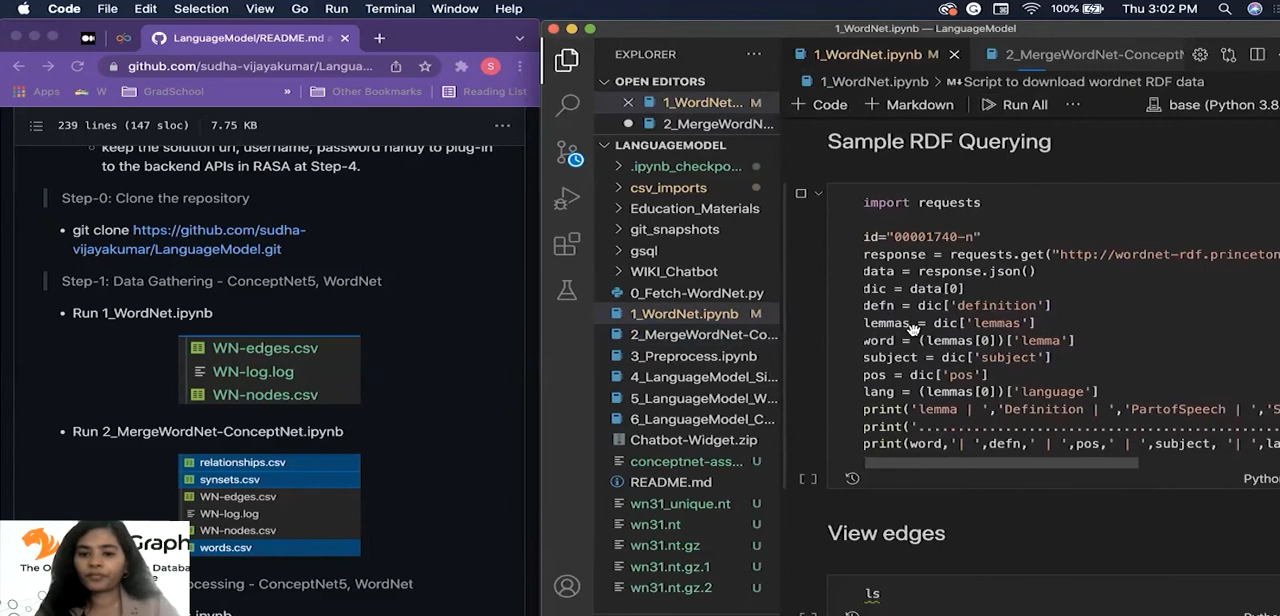 Code File Edit Selection View Go Run Terminal Window Help
100% Thu 3:02 PM
LanguageModel/README.md a
github.com/sudha-vijayakumar/Langua...
Apps W GradSchool » Other Bookmarks Reading List
239 lines (147 sloc) 7.75 KB
keep the solution url, username, password handy to plug-in
to the backend APIs in RASA at Step-4.
Step-0: Clone the repository
git clone https://github.com/sudha-
vijayakumar/LanguageModel.git
Step-1: Data Gathering - ConceptNet5, WordNet
Run 1_WordNet.ipynb
WN-edges.csv
WN-log.log
WN-nodes.csv
Run 2_MergeWordNet-ConceptNet.ipynb
relationships.csv
synsets.csv
WN-edges.csv
WN-log.log
WN-nodes.csv
words.csv
ocessing - ConceptNet5, WordNet
Graph
The O Databas
1_WordNet.ipynb — LanguageModel
EXPLORER
OPEN EDITORS
1_WordNet... M
2_MergeWordN...
LANGUAGEMODEL
.ipynb_checkpo...
csv_imports
Education_Materials
git_snapshots
gsql
WIKI_Chatbot
0_Fetch-WordNet.py
1_WordNet.ipynb M
2_MergeWordNet-Co...
3_Preprocess.ipynb
4_LanguageModel_Si...
5_LanguageModel_W...
6_LanguageModel_C...
Chatbot-Widget.zip
conceptnet-ass... U
README.md
wn31_unique.nt U
wn31.nt U
wn31.nt.gz U
wn31.nt.gz.1 U
wn31.nt.gz.2 U
1_WordNet.ipynb M 2_MergeWordNet-ConceptN
1_WordNet.ipynb > Script to download wordnet RDF data
+ Code + Markdown Run All ... base (Python 3.8.
Sample RDF Querying
import requests
id="00001740-n"
response = requests.get("http://wordnet-rdf.princeton
data = response.json()
dic = data[0]
defn = dic['definition']
lemmas = dic['lemmas']
word = (lemmas[0])['lemma']
subject = dic['subject']
pos = dic['pos']
lang = (lemmas[0])['language']
print('lemma | ','Definition | ','PartofSpeech | ','S
print('..............................................
print(word,'| ',defn,' | ',pos,' | ',subject, '| ',la
[ ] Pytho
View edges
ls